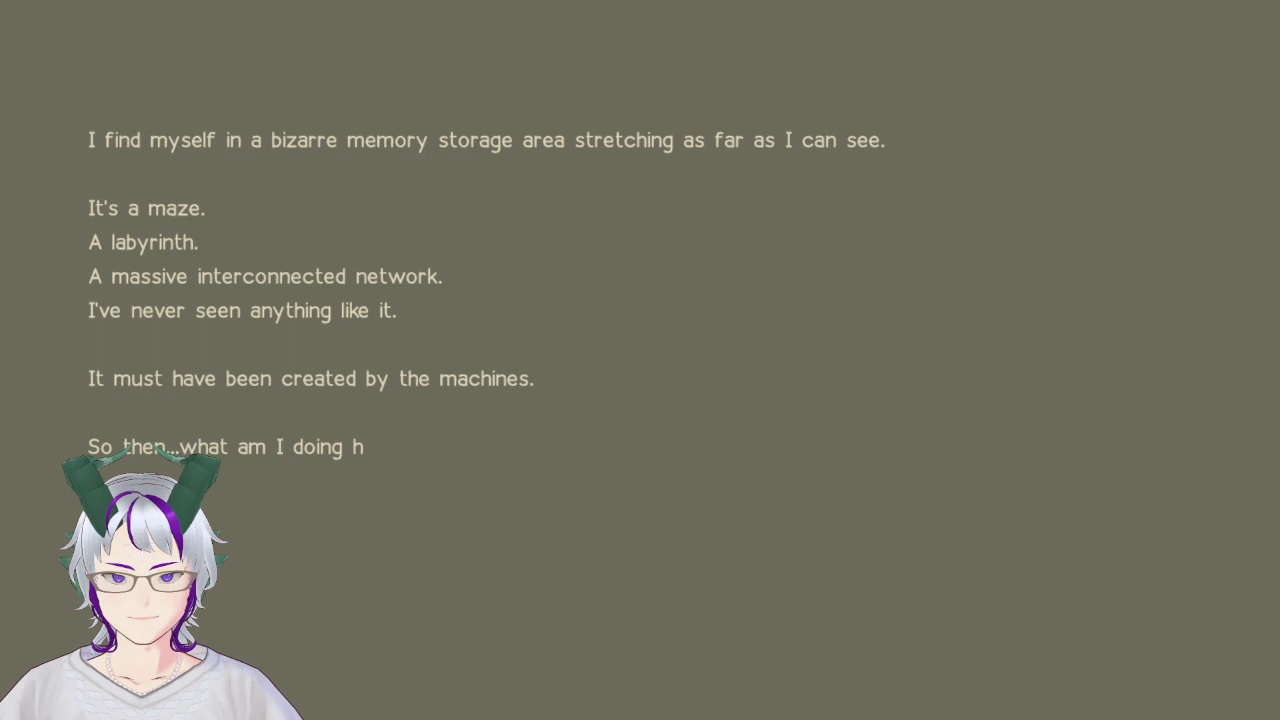 I find myself in a bizarre memory storage area stretching as far as I can see.
It's a maze.
A labyrinth.
A massive interconnected network.
I've never seen anything like it.
It must have been created by the machines.
So then...what am I doing h